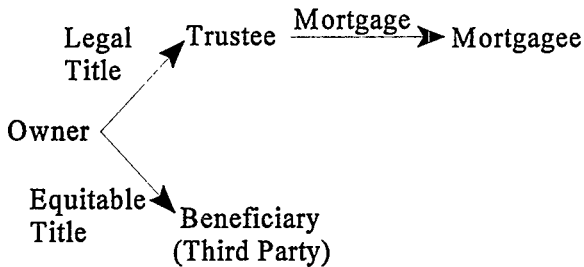 Legal
Title
Trustee
Mortgage
Mortgagee
Owner
Equitable
Title
Beneficiary
(Third Party)